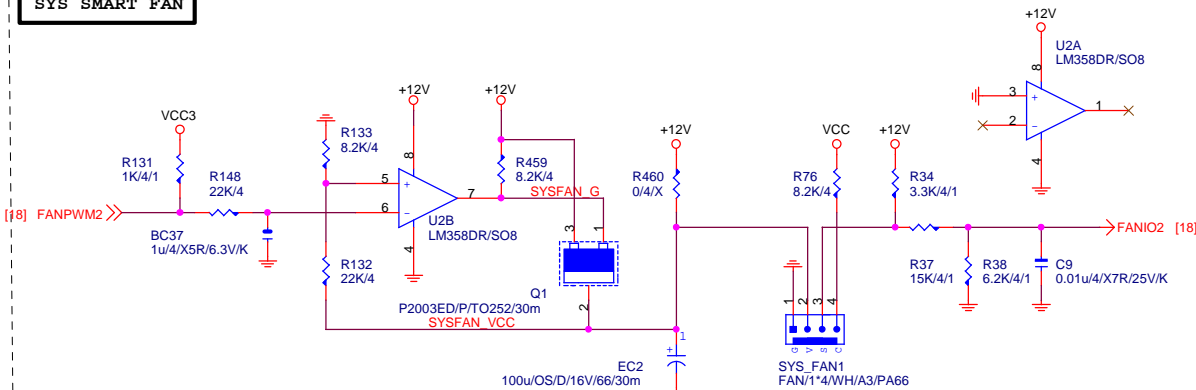 SYS SMART FAN
+12V
U2A
LM358DR/SO8
8
3
+
2
−
1
4
+12V
+12V
VCC3
R133
8.2K/4
8
R131
1K/4/1
R148
22K/4
5
+
6
−
7
R459
8.2K/4
SYSFAN_G
+12V
R460
0/4/X
VCC
R76
8.2K/4
+12V
R34
3.3K/4/1
[18] FANPWM2
U2B
LM358DR/SO8
4
3
1
FANIO2 [18]
BC37
1u/4/X5R/6.3V/K
R132
22K/4
Q1
P2003ED/P/TO252/30m
2
SYSFAN_VCC
R37
15K/4/1
R38
6.2K/4/1
C9
0.01u/4/X7R/25V/K
1
2
3
4
G
V
S
C
+
1
EC2
100u/OS/D/16V/66/30m
SYS_FAN1
FAN/1*4/WH/A3/PA66